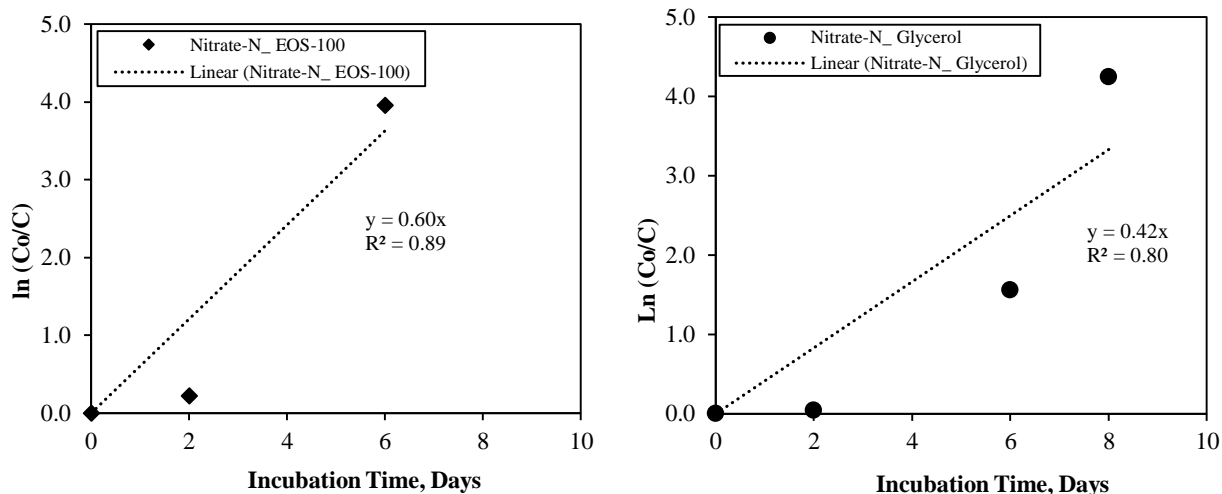 5.0
4.0
3.0
2.0
1.0
0.0
ln (Co/C)
Nitrate-N_ EOS-100
Linear (Nitrate-N_ EOS-100)
y = 0.60x
R² = 0.89
0 2 4 6 8 10
Incubation Time, Days
5.0
4.0
3.0
2.0
1.0
0.0
Ln (Co/C)
Nitrate-N_ Glycerol
Linear (Nitrate-N_ Glycerol)
y = 0.42x
R² = 0.80
0 2 4 6 8 10
Incubation Time, Days